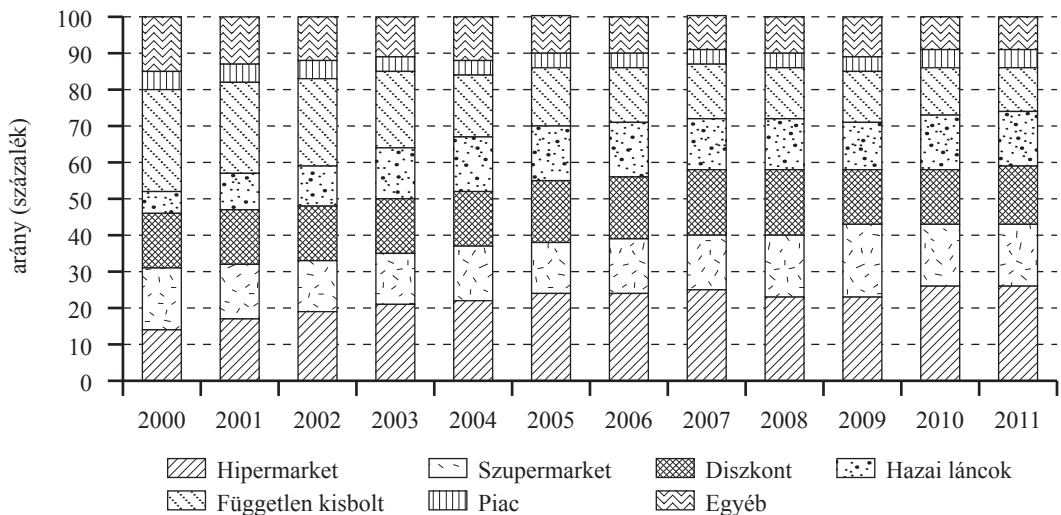 arány (százalék)
100
90
80
70
60
50
40
30
20
10
0
2000 2001 2002 2003 2004 2005 2006 2007 2008 2009 2010 2011
Hipermarket Szupermarket Diszkont Hazai láncok
Független kisbolt Piac Egyéb